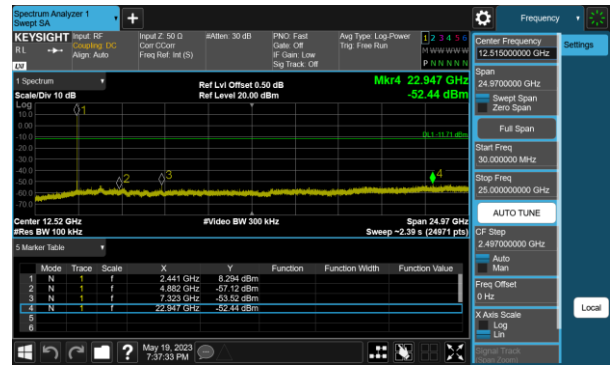 Spectrum Analyzer 1
Swept SA
Frequency
KEYSIGHT
RL
Input: RF
Coupling: DC
Align: Auto
Input Z: 50 Ω
Corr CCorr
Freq Ref: Int (S)
#Atten: 30 dB
PNO: Fast
Gate: Off
IF Gain: Low
Sig Track: Off
Avg Type: Log-Power
Trig: Free Run
1 2 3 4 5 6
M W W W W W
P N N N N N
LXI
1 Spectrum
Scale/Div 10 dB
Ref Lvl Offset 0.50 dB
Ref Level 20.00 dBm
Mkr4 22.947 GHz
-52.44 dBm
Log
10.0
0.00
-10.0
-20.0
-30.0
-40.0
-50.0
-60.0
-70.0
1
2
3
4
DL1 -11.71 dBm
Center 12.52 GHz
#Res BW 100 kHz
#Video BW 300 kHz
Span 24.97 GHz
Sweep ~2.39 s (24971 pts)
5 Marker Table
Mode Trace Scale X Y Function Function Width Function Value
1 N 1 f 2.441 GHz 8.294 dBm
2 N 1 f 4.882 GHz -57.12 dBm
3 N 1 f 7.323 GHz -53.52 dBm
4 N 1 f 22.947 GHz -52.44 dBm
5
6
?
May 19, 2023
7:37:33 PM
Center Frequency
12.515000000 GHz
Settings
Span
24.9700000 GHz
Swept Span
Zero Span
Full Span
Start Freq
30.000000 MHz
Stop Freq
25.000000000 GHz
AUTO TUNE
CF Step
2.497000000 GHz
Auto
Man
Freq Offset
0 Hz
X Axis Scale
Log
Lin
Local
Signal Track
(Span Zoom)